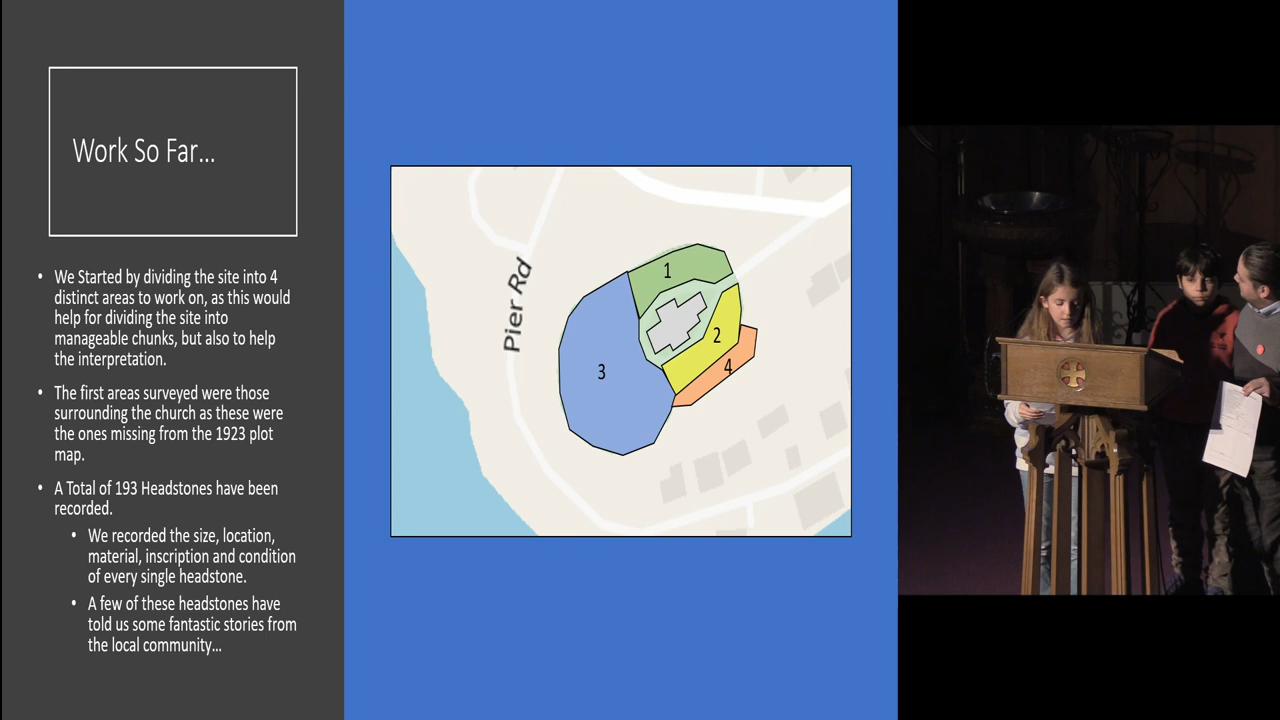 Work So Far...
• We Started by dividing the site into 4
distinct areas to work on, as this would
help for dividing the site into
manageable chunks, but also to help
the interpretation.
• The first areas surveyed were those
surrounding the church as these were
the ones missing from the 1923 plot
map.
• A Total of 193 Headstones have been
recorded.
• We recorded the size, location,
material, inscription and condition
of every single headstone.
• A few of these headstones have
told us some fantastic stories from
the local community...
Pier Rd
1
2
3
4